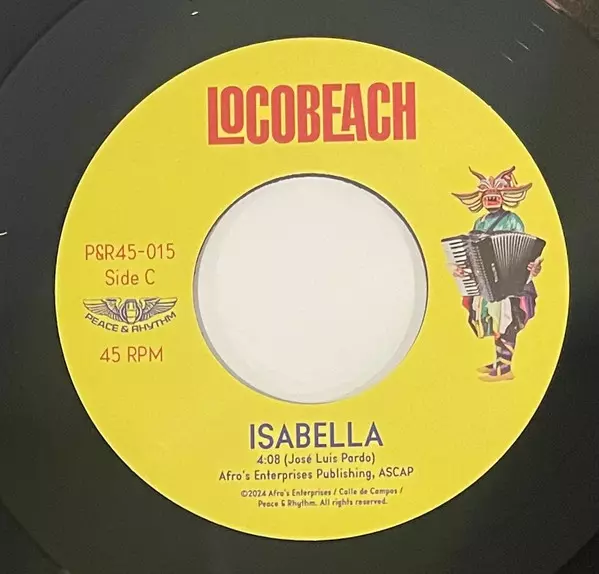 LOCOBEACH
P&R45-015
Side C
PEACE & RHYTHM
45 RPM
ISABELLA
4:08 (José Luis Pardo)
Afro's Enterprises Publishing, ASCAP
©2024 Afro's Enterprises / Calle de Campos /
Peace & Rhythm. All rights reserved.